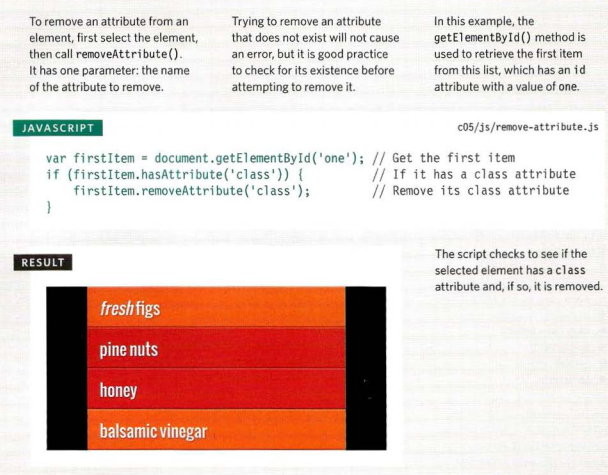 To remove an attribute from an
element, first select the element,
then call removeAttribute().
It has one parameter: the name
of the attribute to remove.
Trying to remove an attribute
that does not exist will not cause
an error, but it is good practice
to check for its existence before
attempting to remove it.
In this example, the
getElementById() method is
used to retrieve the first item
from this list, which has an id
attribute with a value of one.
JAVASCRIPT
c05/js/remove-attribute.js
var firstItem = document.getElementById('one'); // Get the first item
if (firstItem.hasAttribute('class')) { // If it has a class attribute
firstItem.removeAttribute('class'); // Remove its class attribute
}
RESULT
fresh figs
pine nuts
honey
balsamic vinegar
The script checks to see if the
selected element has a class
attribute and, if so, it is removed.